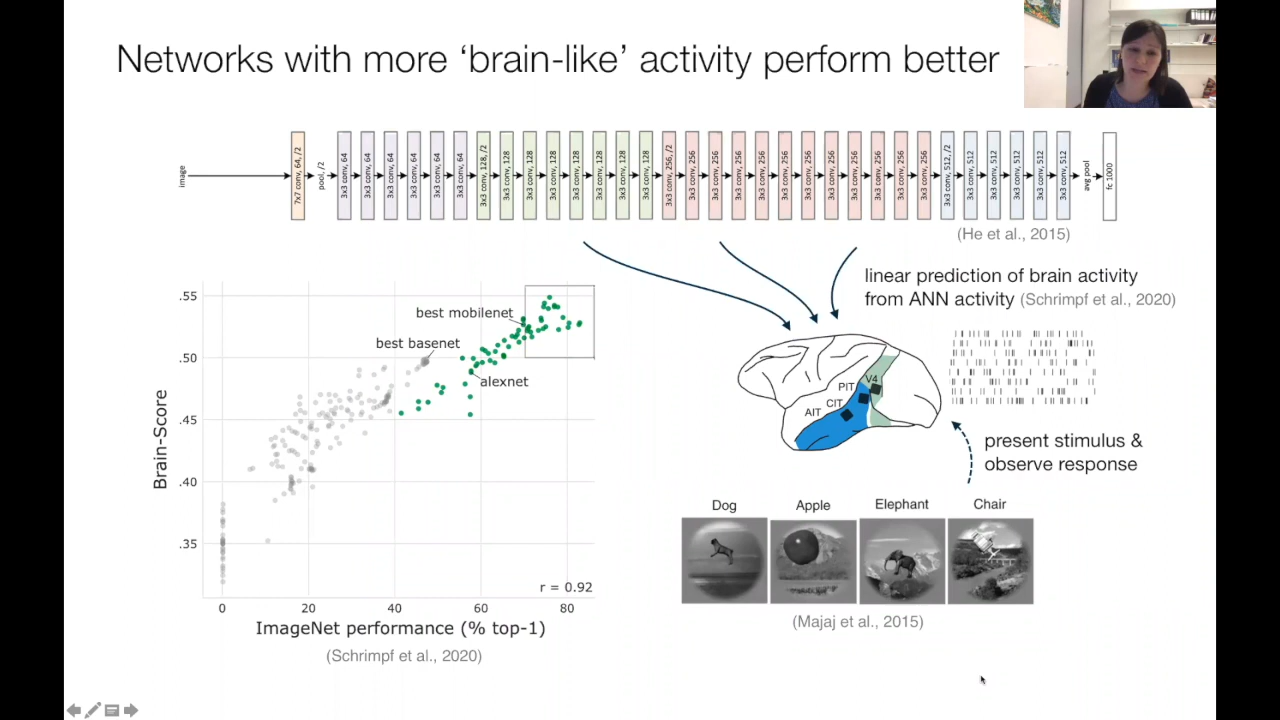 Networks with more ‘brain-like’ activity perform better
image
7x7 conv, 64, /2
pool, /2
3x3 conv, 64
3x3 conv, 64
3x3 conv, 64
3x3 conv, 64
3x3 conv, 64
3x3 conv, 64
3x3 conv, 128, /2
3x3 conv, 128
3x3 conv, 128
3x3 conv, 128
3x3 conv, 128
3x3 conv, 128
3x3 conv, 128
3x3 conv, 128
3x3 conv, 256, /2
3x3 conv, 256
3x3 conv, 256
3x3 conv, 256
3x3 conv, 256
3x3 conv, 256
3x3 conv, 256
3x3 conv, 256
3x3 conv, 256
3x3 conv, 256
3x3 conv, 256
3x3 conv, 256
3x3 conv, 512, /2
3x3 conv, 512
3x3 conv, 512
3x3 conv, 512
3x3 conv, 512
3x3 conv, 512
avg pool
fc 1000
(He et al., 2015)
linear prediction of brain activity
from ANN activity (Schrimpf et al., 2020)
.55
.50
.45
.40
.35
Brain-Score
best mobilenet
best basenet
alexnet
r = 0.92
0
20
40
60
80
ImageNet performance (% top-1)
(Schrimpf et al., 2020)
V4
PIT
CIT
AIT
present stimulus &
observe response
Dog
Apple
Elephant
Chair
(Majaj et al., 2015)